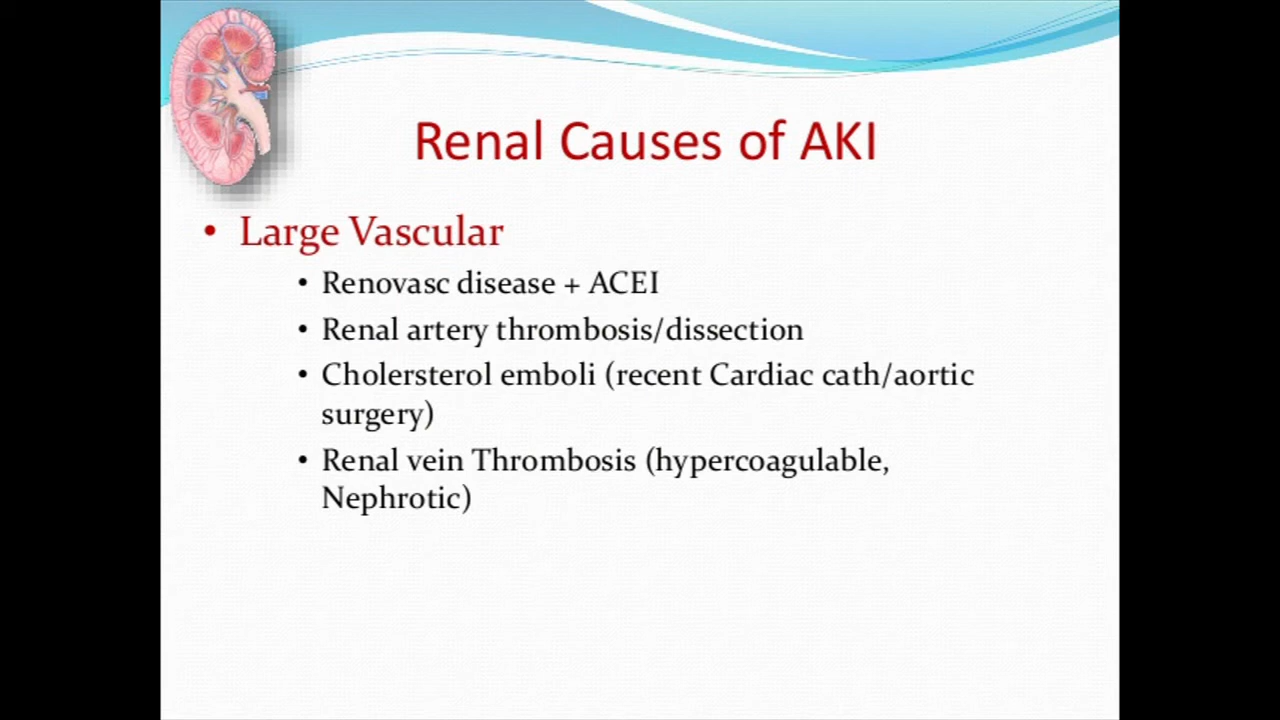 Renal Causes of AKI
• Large Vascular
• Renovasc disease + ACEI
• Renal artery thrombosis/dissection
• Cholersterol emboli (recent Cardiac cath/aortic
surgery)
• Renal vein Thrombosis (hypercoagulable,
Nephrotic)